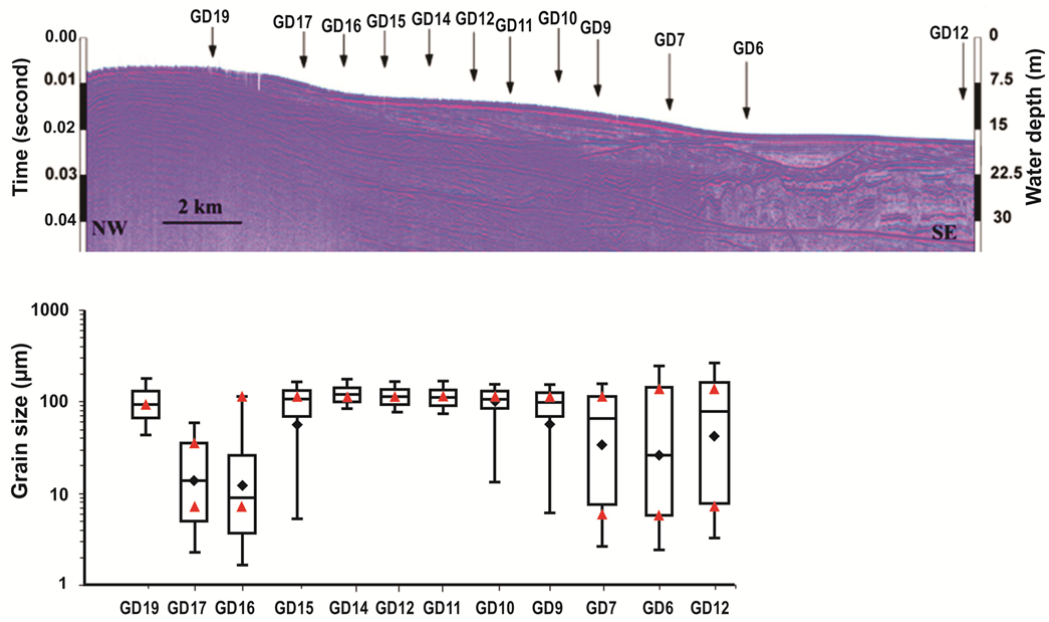 GD19 GD17 GD16 GD15 GD14 GD12 GD11 GD10 GD9 GD7 GD6 GD12
Time (second)
0.00
0.01
0.02
0.03
0.04
0
7.5
15
22.5
30
Water depth (m)
2 km
NW
SE
Grain size (μm)
1000
100
10
1
GD19 GD17 GD16 GD15 GD14 GD12 GD11 GD10 GD9 GD7 GD6 GD12